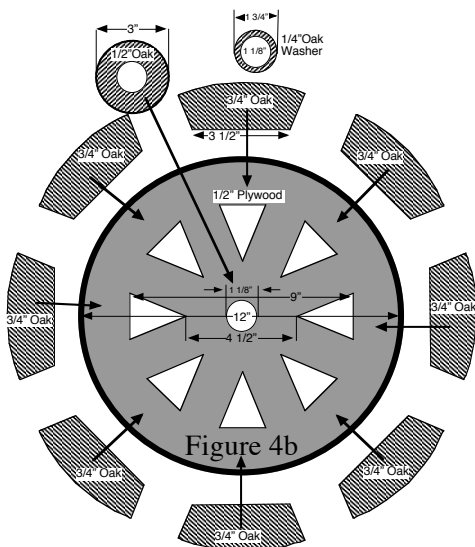 1 3/4"
3"
1/4"Oak
Washer
1/2"Oak
1 1/8"
3/4" Oak
3 1/2"
3/4" Oak
3/4" Oak
1/2" Plywood
1 1/8"
9"
3/4" Oak
3/4" Oak
12"
4 1/2"
Figure 4b
3/4" Oak
3/4" Oak
3/4" Oak